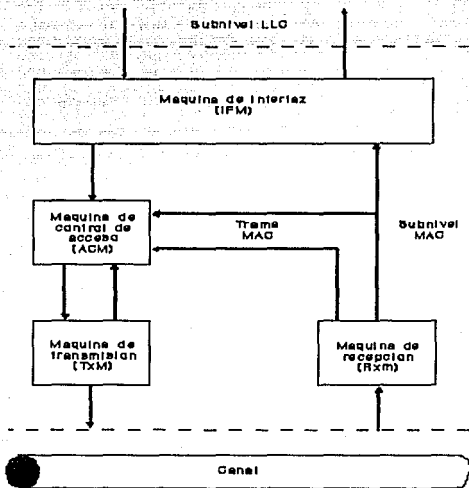 Subnivel LLC
Maquina de Interfaz
(IFM)
Maquina de
control de
acceso
(ACM)
Trama
MAC
Subnivel
MAC
Maquina de
transmision
(TxM)
Maquina de
recepcion
(Rxm)
Canal